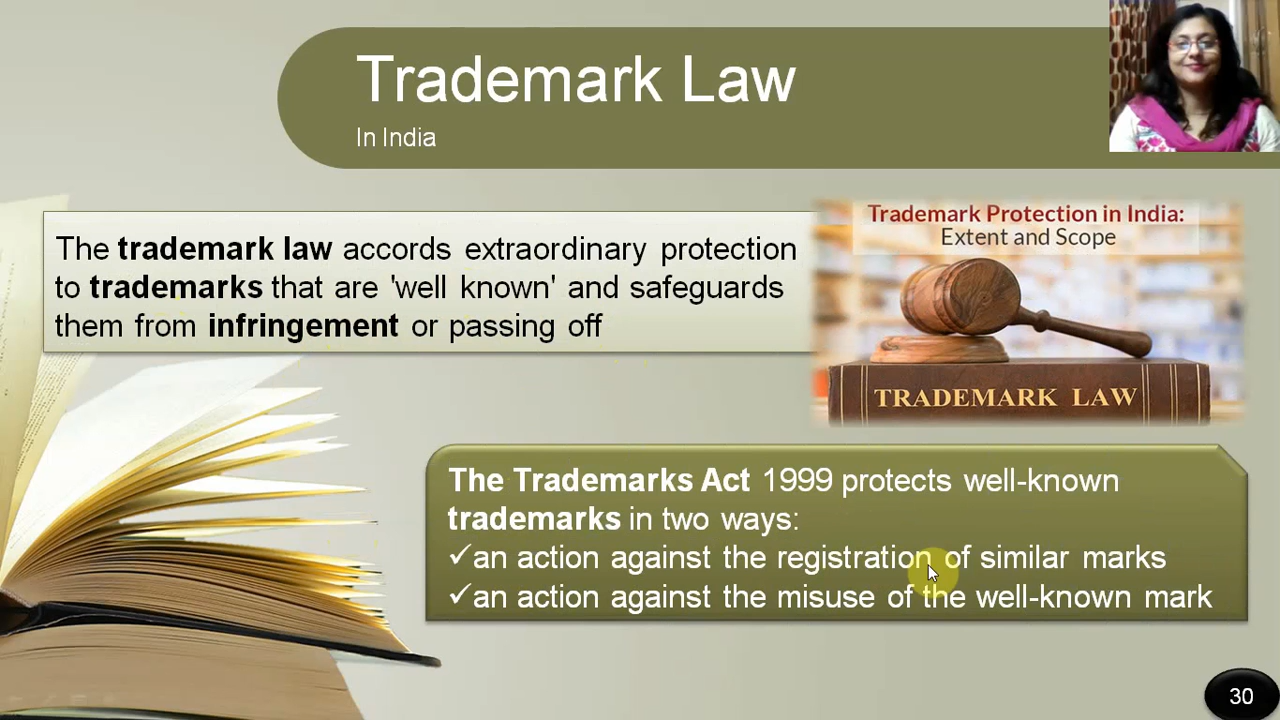 Trademark Law
In India
The trademark law accords extraordinary protection
to trademarks that are 'well known' and safeguards
them from infringement or passing off
Trademark Protection in India:
Extent and Scope
TRADEMARK LAW
The Trademarks Act 1999 protects well-known
trademarks in two ways:
✓an action against the registration of similar marks
✓an action against the misuse of the well-known mark
30